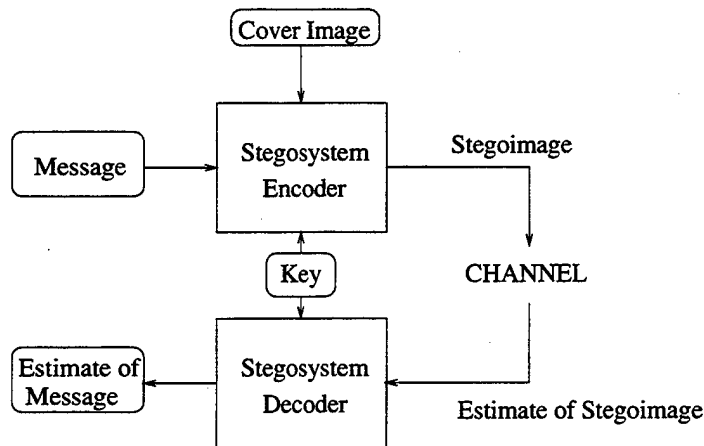 Cover Image
Message
Stegosystem
Encoder
Stegoimage
Key
CHANNEL
Estimate of
Message
Stegosystem
Decoder
Estimate of Stegoimage